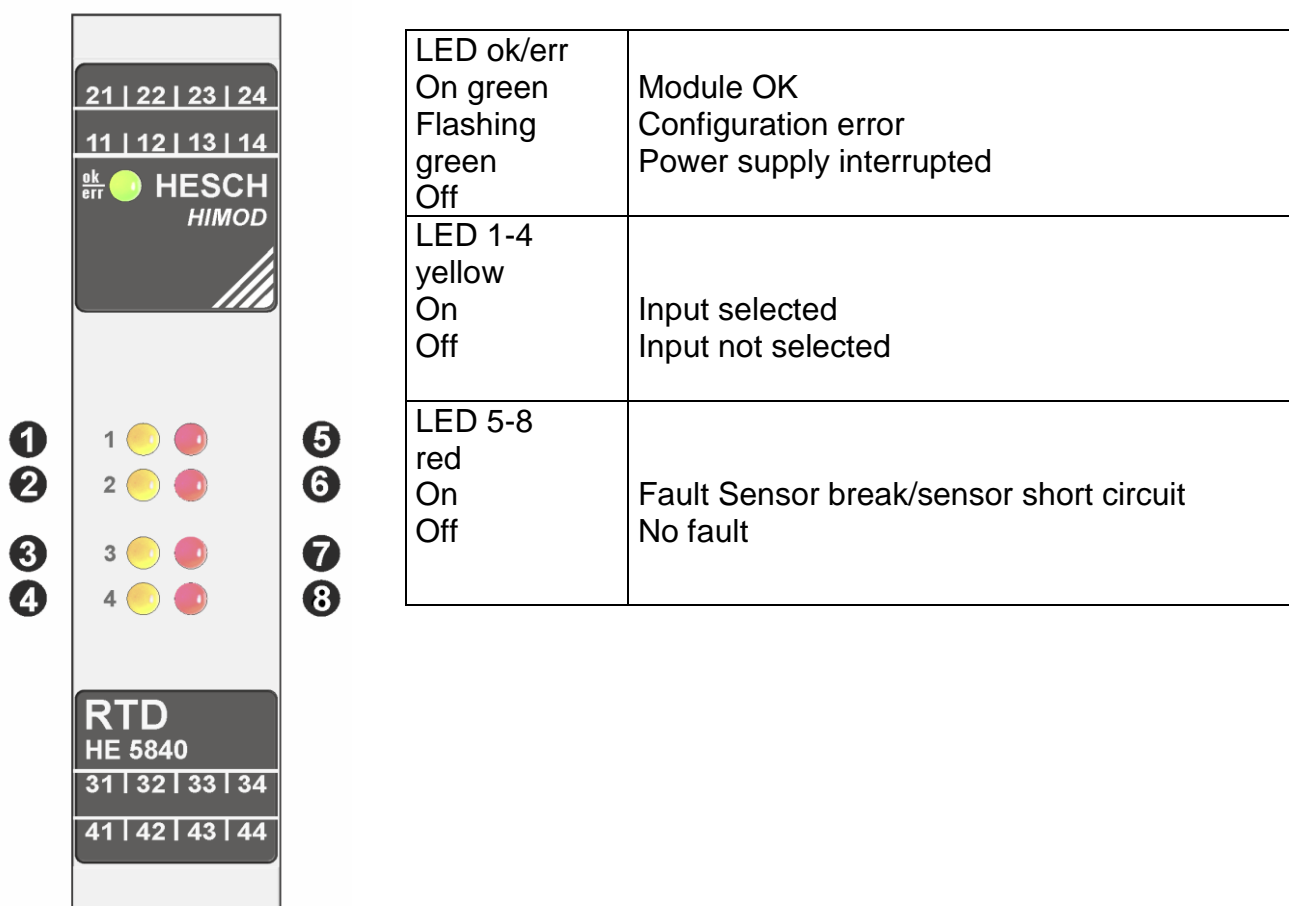 21 | 22 | 23 | 24
11 | 12 | 13 | 14
ok
err
HESCH
HIMOD
1 1 5
2 2 6
3 3 7
4 4 8
RTD
HE 5840
31 | 32 | 33 | 34
41 | 42 | 43 | 44
LED ok/err
On green
Flashing
green
Off
Module OK
Configuration error
Power supply interrupted
LED 1-4
yellow
On
Off
Input selected
Input not selected
LED 5-8
red
On
Off
Fault Sensor break/sensor short circuit
No fault